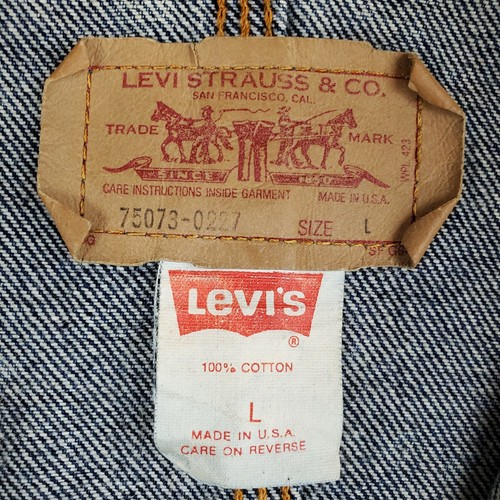 LEVI STRAUSS & CO.
SAN FRANCISCO, CAL.
TRADE MARK
SINCE
CARE INSTRUCTIONS INSIDE GARMENT MADE IN U.S.A.
75073-0227 SIZE L
LEVI'S
®
100% COTTON
L
MADE IN U.S.A.
CARE ON REVERSE